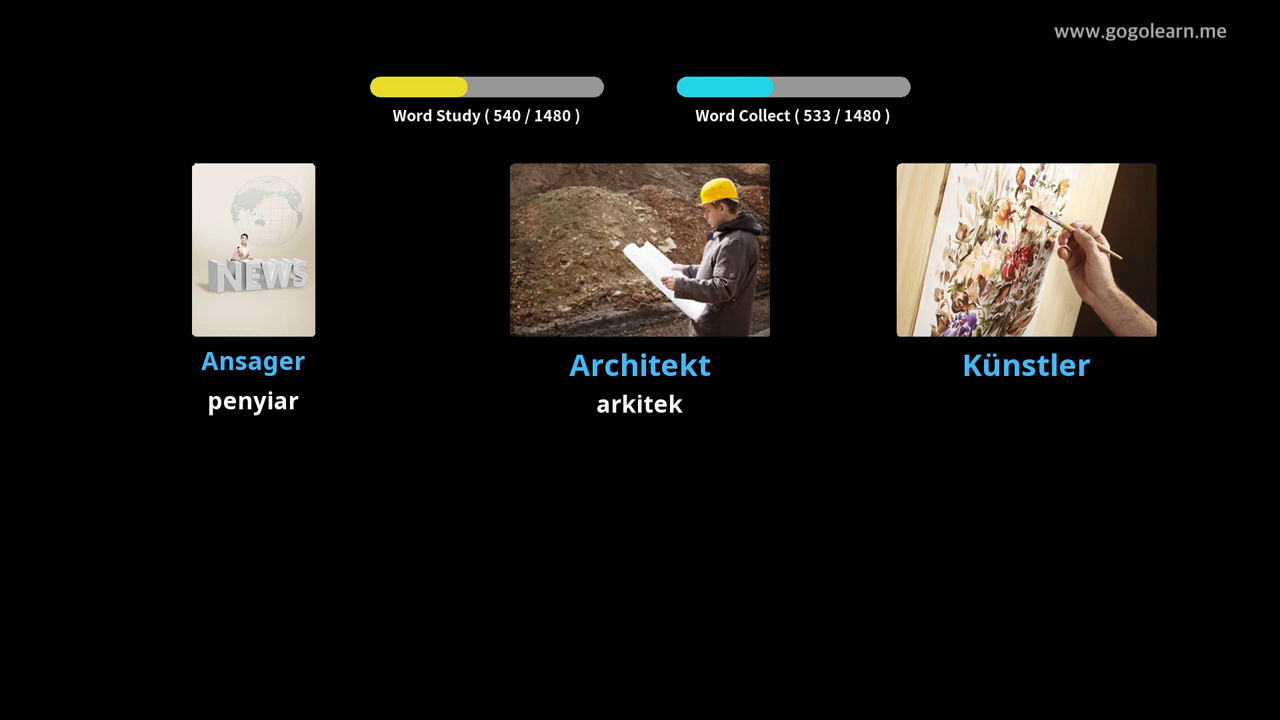 www.gogolearn.me
Word Study ( 540 / 1480 )
Word Collect ( 533 / 1480 )
NEWS
Ansager
Architekt
Künstler
penyiar
arkitek